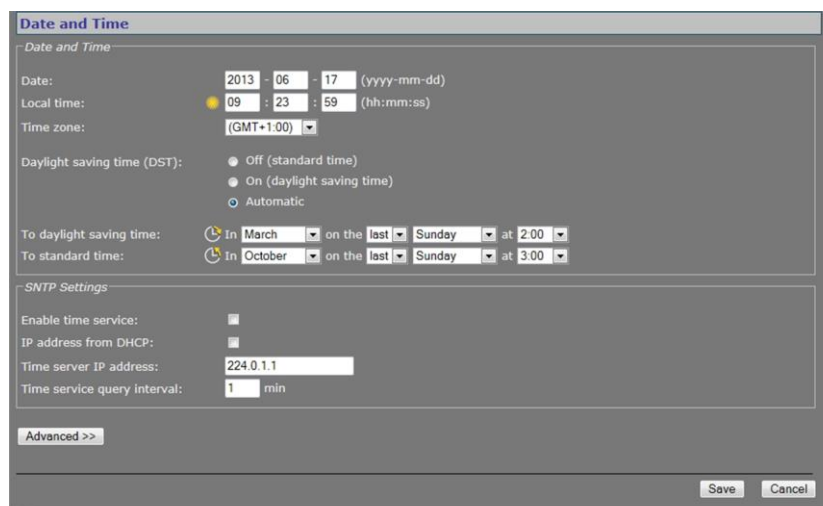 Date and Time
Date and Time
Date: 2013 - 06 - 17 (yyyy-mm-dd)
Local time: 09 : 23 : 59 (hh:mm:ss)
Time zone: (GMT+1:00)
Daylight saving time (DST): Off (standard time)
On (daylight saving time)
Automatic
To daylight saving time: In March on the last Sunday at 2:00
To standard time: In October on the last Sunday at 3:00
SNTP Settings
Enable time service:
IP address from DHCP:
Time server IP address: 224.0.1.1
Time service query interval: 1 min
Advanced >>
Save Cancel